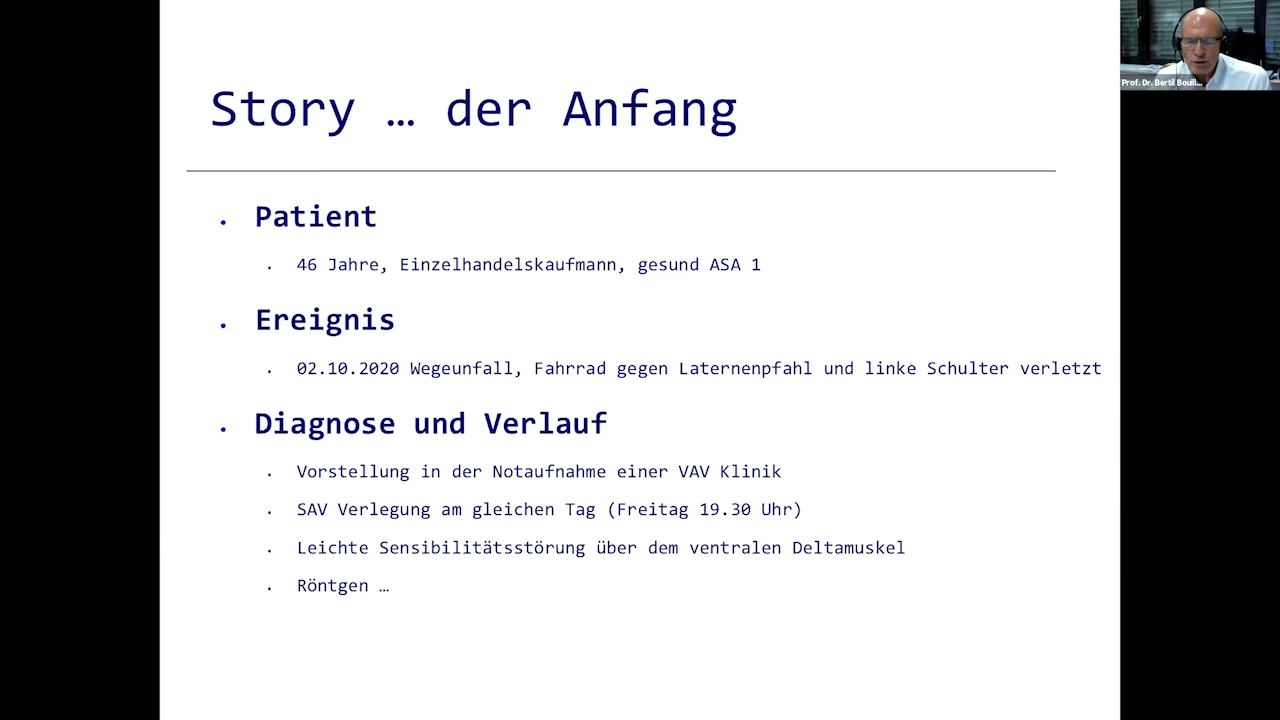 Prof. Dr. Bertil Bouil...
Story … der Anfang
Patient
46 Jahre, Einzelhandelskaufmann, gesund ASA 1
Ereignis
02.10.2020 Wegeunfall, Fahrrad gegen Laternenpfahl und linke Schulter verletzt
Diagnose und Verlauf
Vorstellung in der Notaufnahme einer VAV Klinik
SAV Verlegung am gleichen Tag (Freitag 19.30 Uhr)
Leichte Sensibilitätsstörung über dem ventralen Deltamuskel
Röntgen …